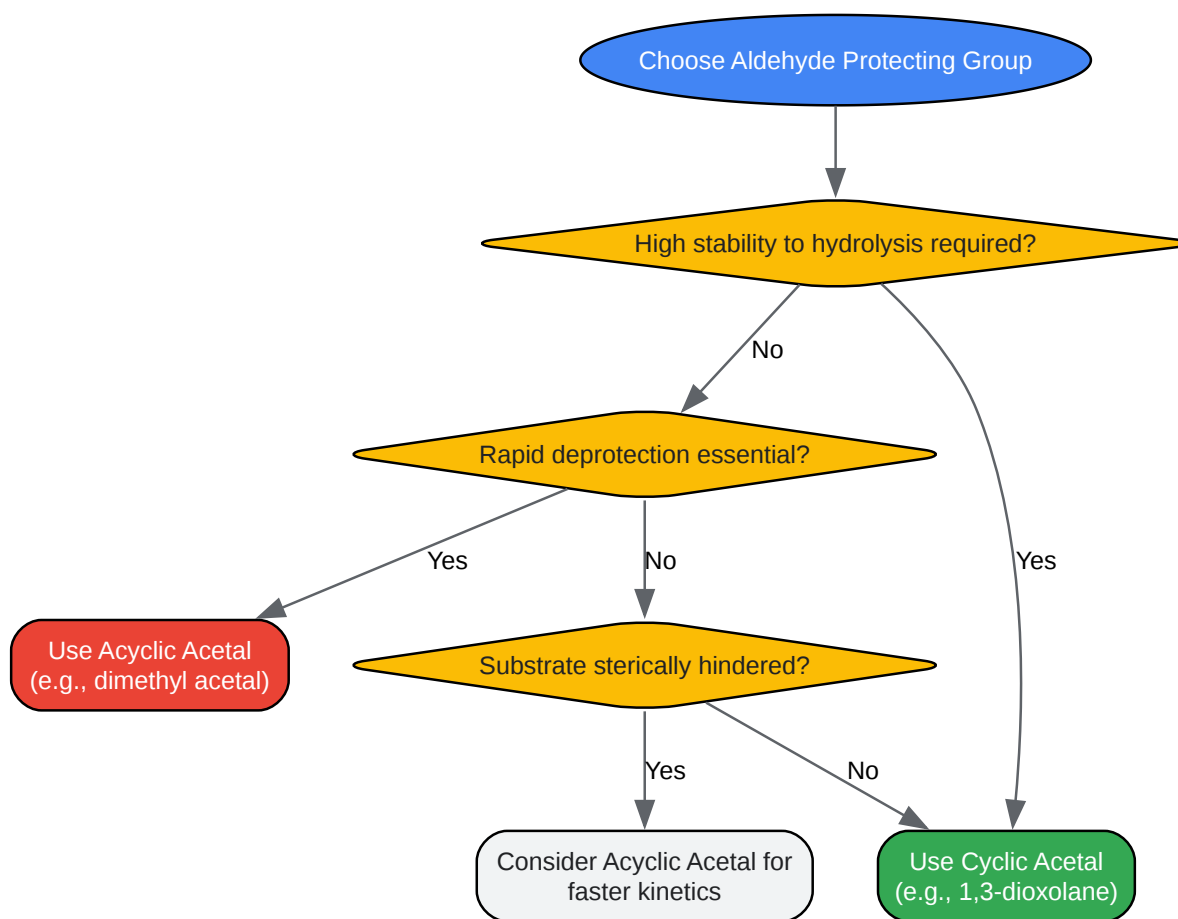 Choose Aldehyde Protecting Group
High stability to hydrolysis required?
No
Rapid deprotection essential?
Yes
No
Yes
Use Acyclic Acetal
(e.g., dimethyl acetal)
Substrate sterically hindered?
Yes
No
Consider Acyclic Acetal for
faster kinetics
Use Cyclic Acetal
(e.g., 1,3-dioxolane)